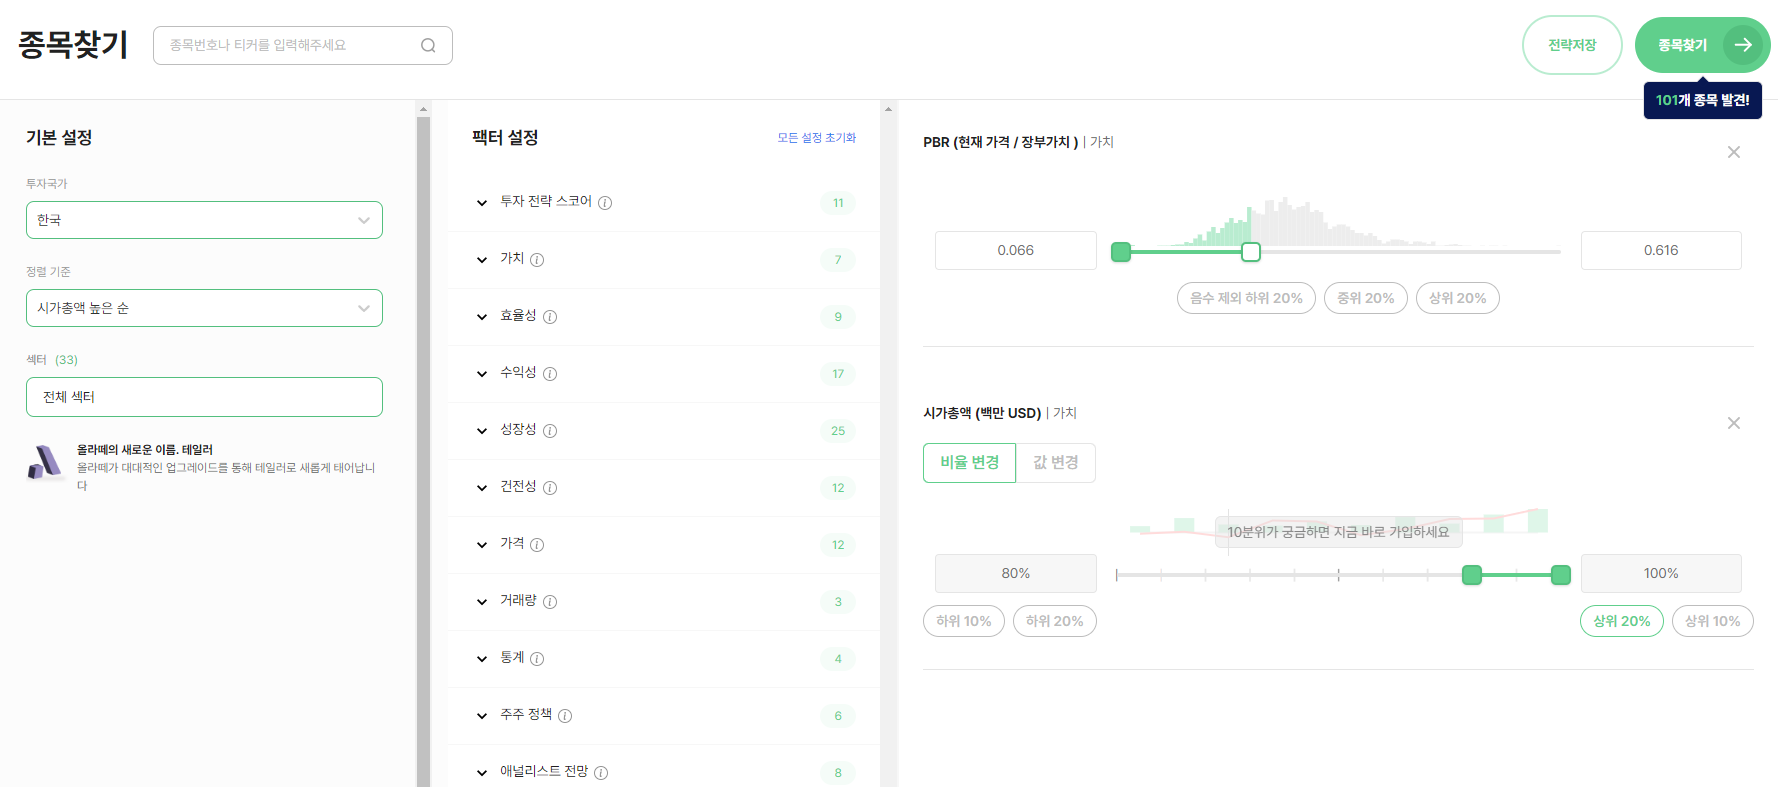 종목찾기
종목번호나 티커를 입력해주세요
전략저장
종목찾기
101개 종목 발견!
기본 설정
투자국가
한국
정렬 기준
시가총액 높은 순
섹터 (33)
전체 섹터
올라떼의 새로운 이름. 테일러
올라떼가 대대적인 업그레이드를 통해 테일러로 새롭게 태어납니
다
팩터 설정
모든 설정 초기화
투자 전략 스코어 i 11
가치 i 7
효율성 i 9
수익성 i 17
성장성 i 25
건전성 i 12
가격 i 12
거래량 i 3
통계 i 4
주주 정책 i 6
애널리스트 전망 i 8
PBR (현재 가격 / 장부가치 ) | 가치
0.066
0.616
음수 제외 하위 20%
중위 20%
상위 20%
시가총액 (백만 USD) | 가치
비율 변경
값 변경
10분위가 궁금하면 지금 바로 가입하세요
80%
100%
하위 10%
하위 20%
상위 20%
상위 10%